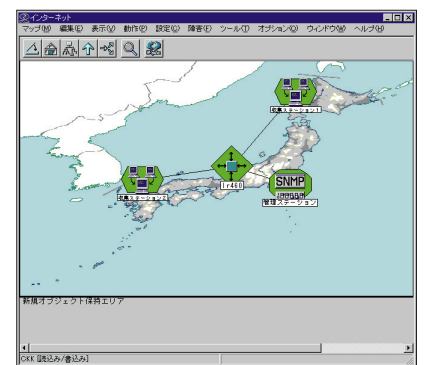 インターネット
マップ(M) 編集(E) 表示(V) 動作(P) 設定(C) 障害(F) ツール(T) オプション(O) ウィンドウ(W) ヘルプ(H)
収集ステーション1
収集ステーション2
lr460
SNMP
管理ステーション
新規オブジェクト保持エリア
CKK [読込み/書込み]